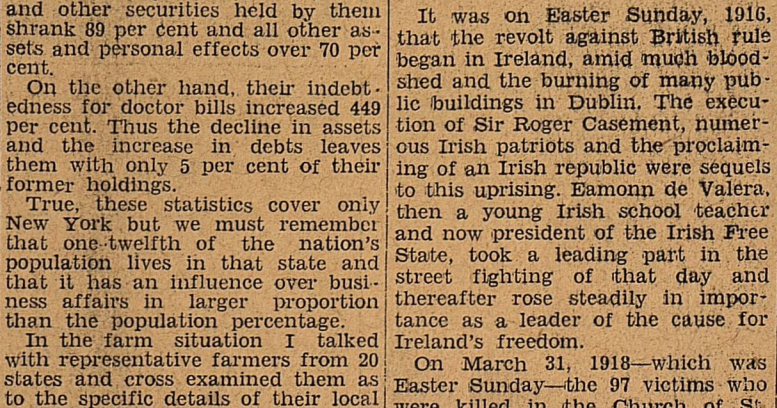 and other securities held by them
shrank 89 per cent and all other as-
sets and personal effects over 70 per
cent.
On the other hand, their indebt-
edness for doctor bills increased 449
per cent. Thus the decline in assets
and the increase in debts leaves
them with only 5 per cent of their
former holdings.
True, these statistics cover only
New York but we must remember
that one-twelfth of the nation's
population lives in that state and
that it has an influence over busi-
ness affairs in larger proportion
than the population percentage.
In the farm situation I talked
with representative farmers from 20
states and cross examined them as
to the specific details of their local
It was on Easter Sunday, 1916,
that the revolt against British rule
began in Ireland, amid much blood-
shed and the burning of many pub-
lic buildings in Dublin. The execu-
tion of Sir Roger Casement, numer-
ous Irish patriots and the proclaim-
ing of an Irish republic were sequels
to this uprising. Eamonn de Valera,
then a young Irish school teacher
and now president of the Irish Free
State, took a leading part in the
street fighting of that day and
thereafter rose steadily in impor-
tance as a leader of the cause for
Ireland's freedom.
On March 31, 1918—which was
Easter Sunday—the 97 victims who
were killed in the Church of St.